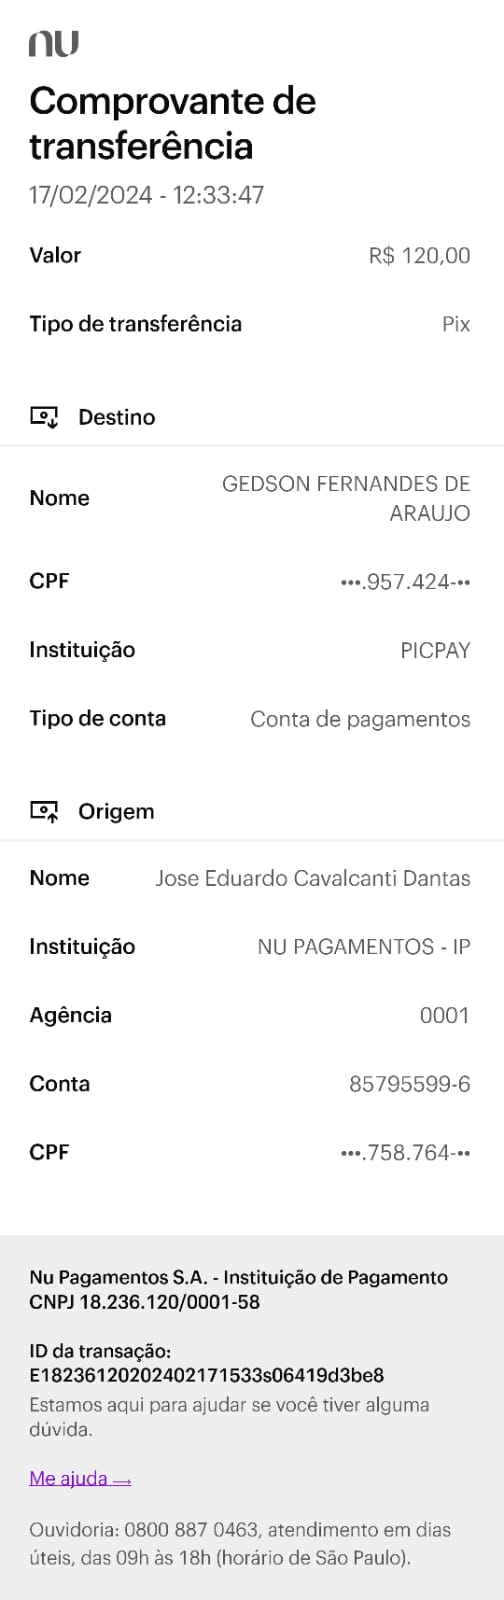 nu
Comprovante de
transferência
17/02/2024 - 12:33:47
Valor R$ 120,00
Tipo de transferência Pix
Destino
Nome GEDSON FERNANDES DE
ARAUJO
CPF •••.957.424-••
Instituição PICPAY
Tipo de conta Conta de pagamentos
Origem
Nome Jose Eduardo Cavalcanti Dantas
Instituição NU PAGAMENTOS - IP
Agência 0001
Conta 85795599-6
CPF •••.758.764-••
Nu Pagamentos S.A. - Instituição de Pagamento
CNPJ 18.236.120/0001-58
ID da transação:
E18236120202402171533s06419d3be8
Estamos aqui para ajudar se você tiver alguma
dúvida.
Me ajuda →
Ouvidoria: 0800 887 0463, atendimento em dias
úteis, das 09h às 18h (horário de São Paulo).